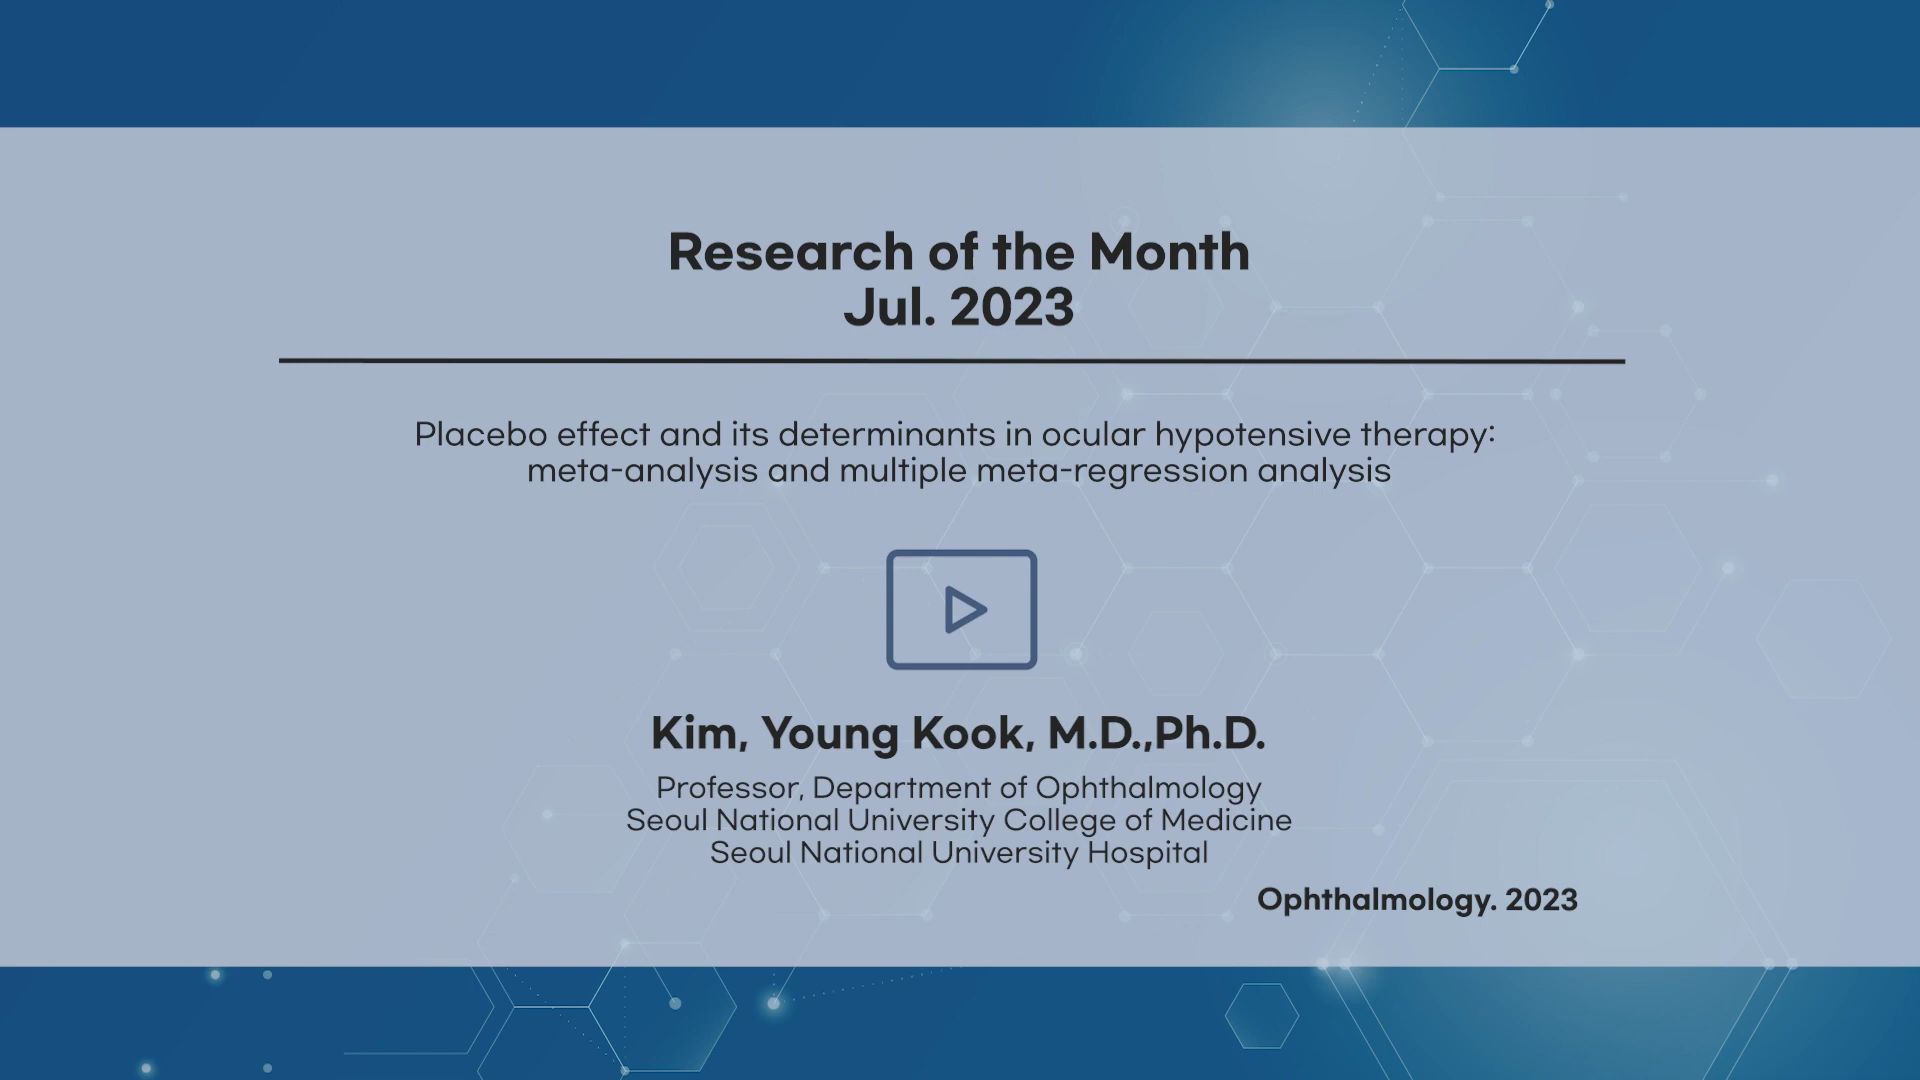 Research of the Month
Jul. 2023
Placebo effect and its determinants in ocular hypotensive therapy:
meta-analysis and multiple meta-regression analysis
Kim, Young Kook, M.D.,Ph.D.
Professor, Department of Ophthalmology
Seoul National University College of Medicine
Seoul National University Hospital
Ophthalmology. 2023